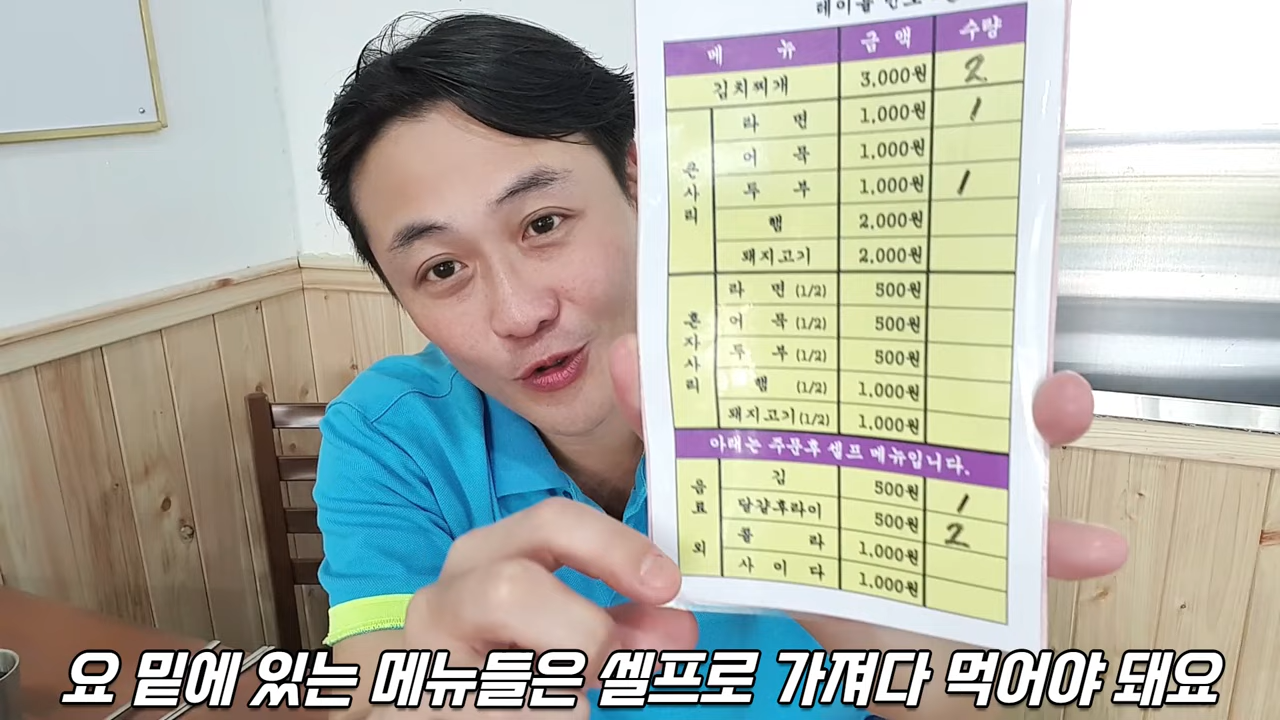 메 뉴 금 액 수량
김치찌개 3,000원 2
큰사리
라 면 1,000원 1
어 묵 1,000원
두 부 1,000원 1
햄 2,000원
돼지고기 2,000원
혼자사리
라 면 (1/2) 500원
어 묵 (1/2) 500원
두 부 (1/2) 500원
햄 (1/2) 1,000원
돼지고기(1/2) 1,000원
아래는 주문후 셀프 메뉴입니다.
음료 외
김 500원 1
달걀후라이 500원 2
콜 라 1,000원
사 이 다 1,000원
요 밑에 있는 메뉴들은 셀프로 가져다 먹어야 돼요